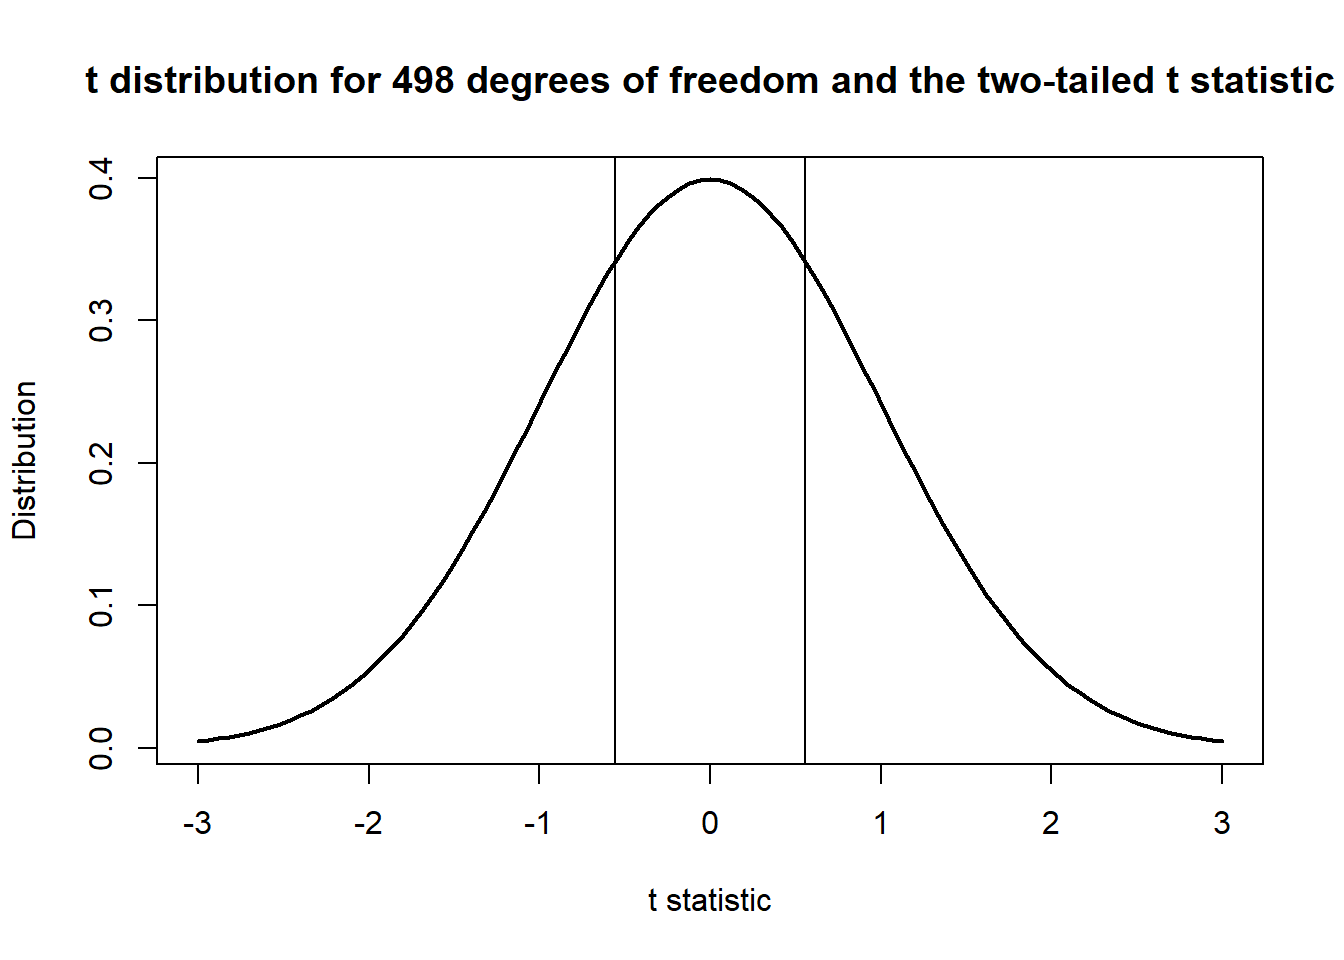 t distribution for 498 degrees of freedom and the two-tailed t statistic
0.4
0.3
0.2
0.1
0.0
Distribution
-3 -2 -1 0 1 2 3
t statistic